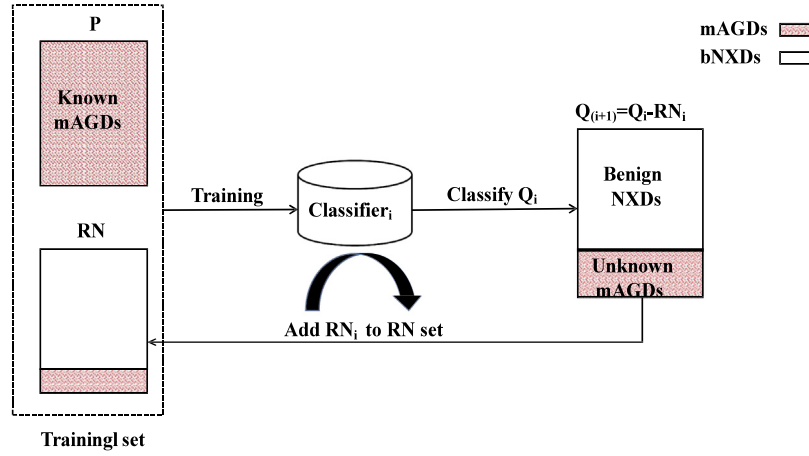 P
mAGDs
bNXDs
Known
mAGDs
Q(i+1)=Qi-RNi
Benign
NXDs
Training
Classifieri
Classify Qi
RN
Unknown
mAGDs
Add RNi to RN set
Trainingl set